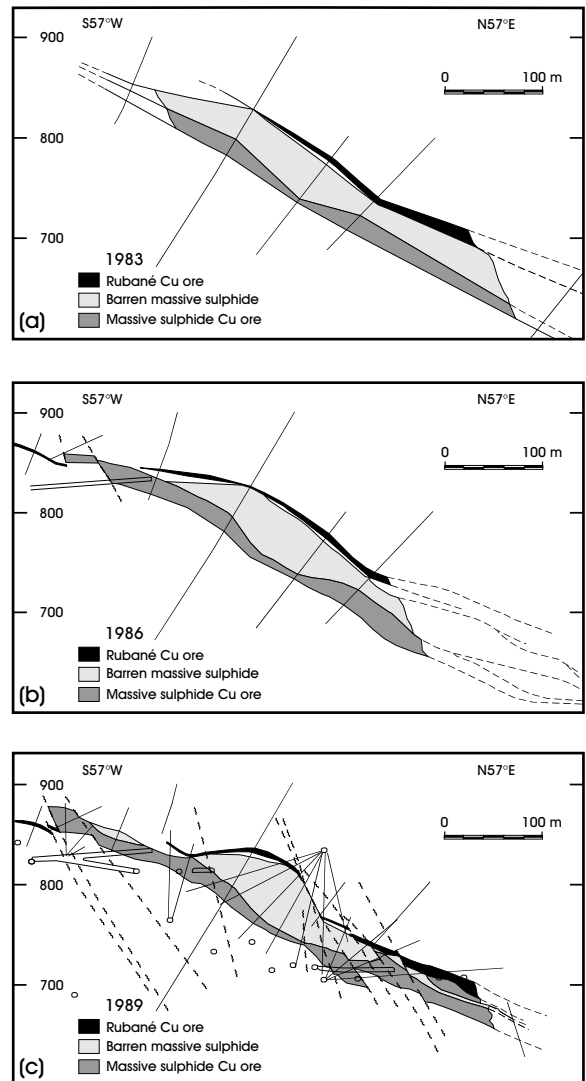 S57°W N57°E
900
0 100 m
800
700
1983
Rubané Cu ore
Barren massive sulphide
Massive sulphide Cu ore
(a)
S57°W N57°E
900
0 100 m
800
700
1986
Rubané Cu ore
Barren massive sulphide
Massive sulphide Cu ore
(b)
S57°W N57°E
900
0 100 m
800
700
1989
Rubané Cu ore
Barren massive sulphide
Massive sulphide Cu ore
(c)